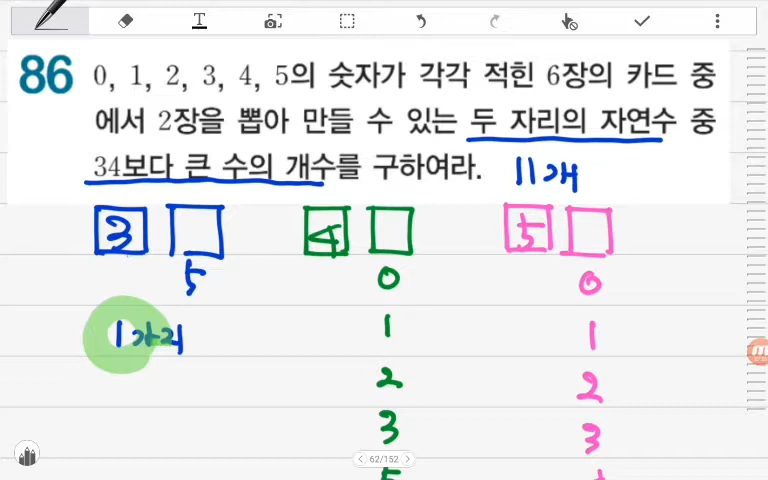 T
86 0, 1, 2, 3, 4, 5의 숫자가 각각 적힌 6장의 카드 중
에서 2장을 뽑아 만들 수 있는 두 자리의 자연수 중
34보다 큰 수의 개수를 구하여라. 11개
3 4 5
5 0 0
1가지 1 1
2 2
3 3
62/152
5